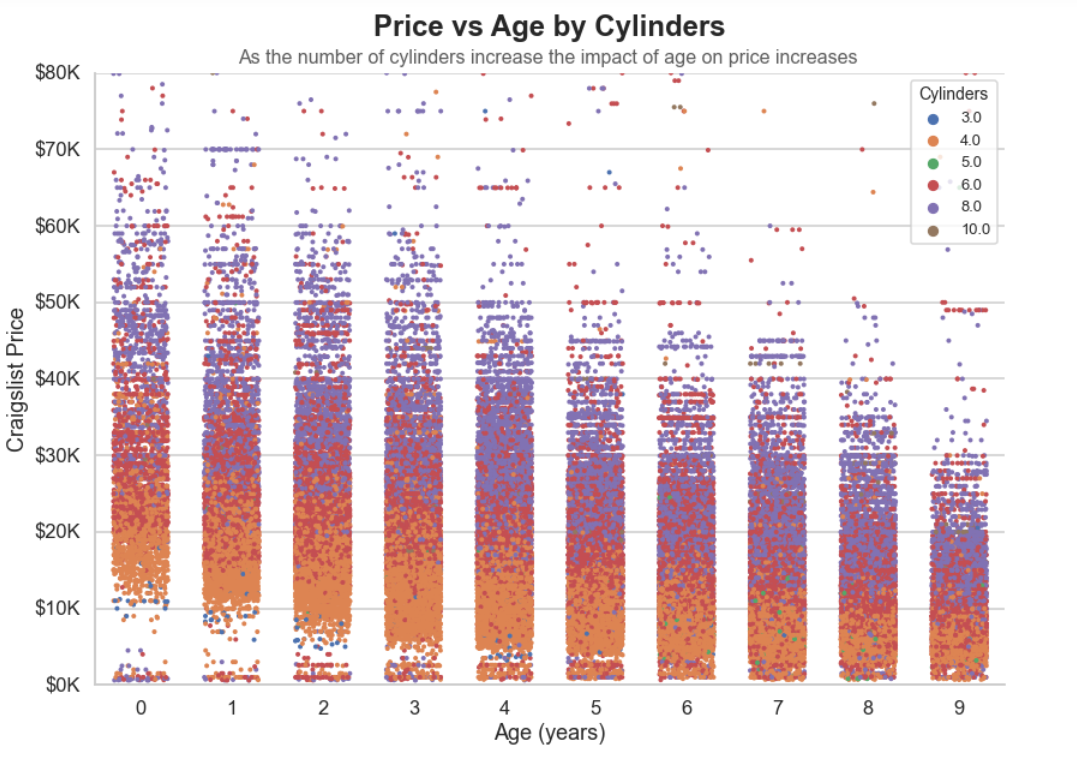 Price vs Age by Cylinders
As the number of cylinders increase the impact of age on price increases
$80K
$70K
$60K
$50K
$40K
$30K
$20K
$10K
$0K
Craigslist Price
Cylinders
3.0
4.0
5.0
6.0
8.0
10.0
0 1 2 3 4 5 6 7 8 9
Age (years)